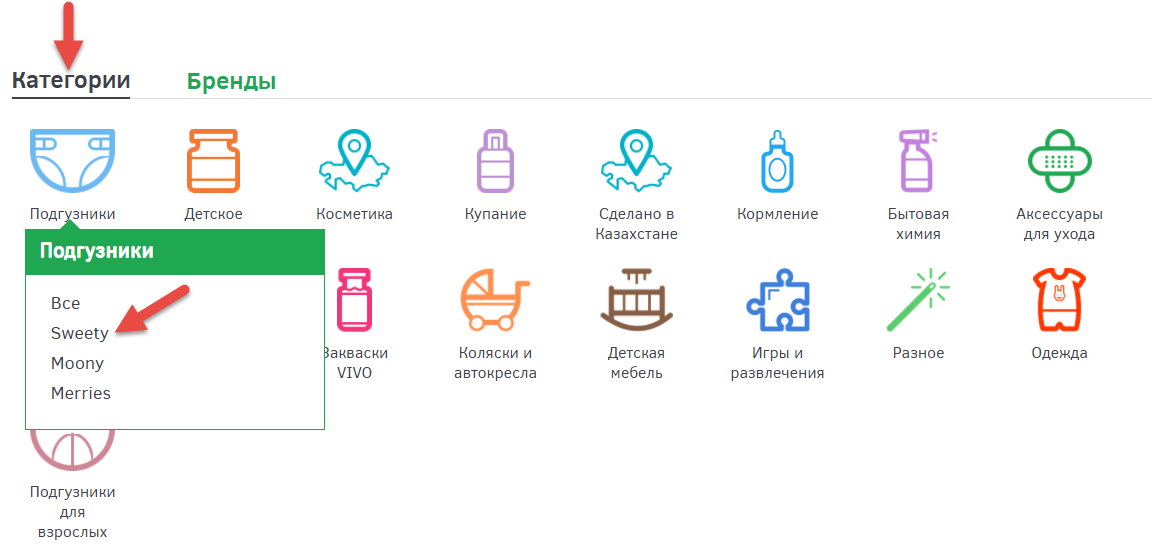 Категории
Бренды
Подгузники
Детское
Косметика
Купание
Сделано в
Казахстане
Кормление
Бытовая
химия
Аксессуары
для ухода
Подгузники
Все
Sweety
Moony
Merries
Закваски
VIVO
Коляски и
автокресла
Детская
мебель
Игры и
развлечения
Разное
Одежда
Подгузники
для
взрослых